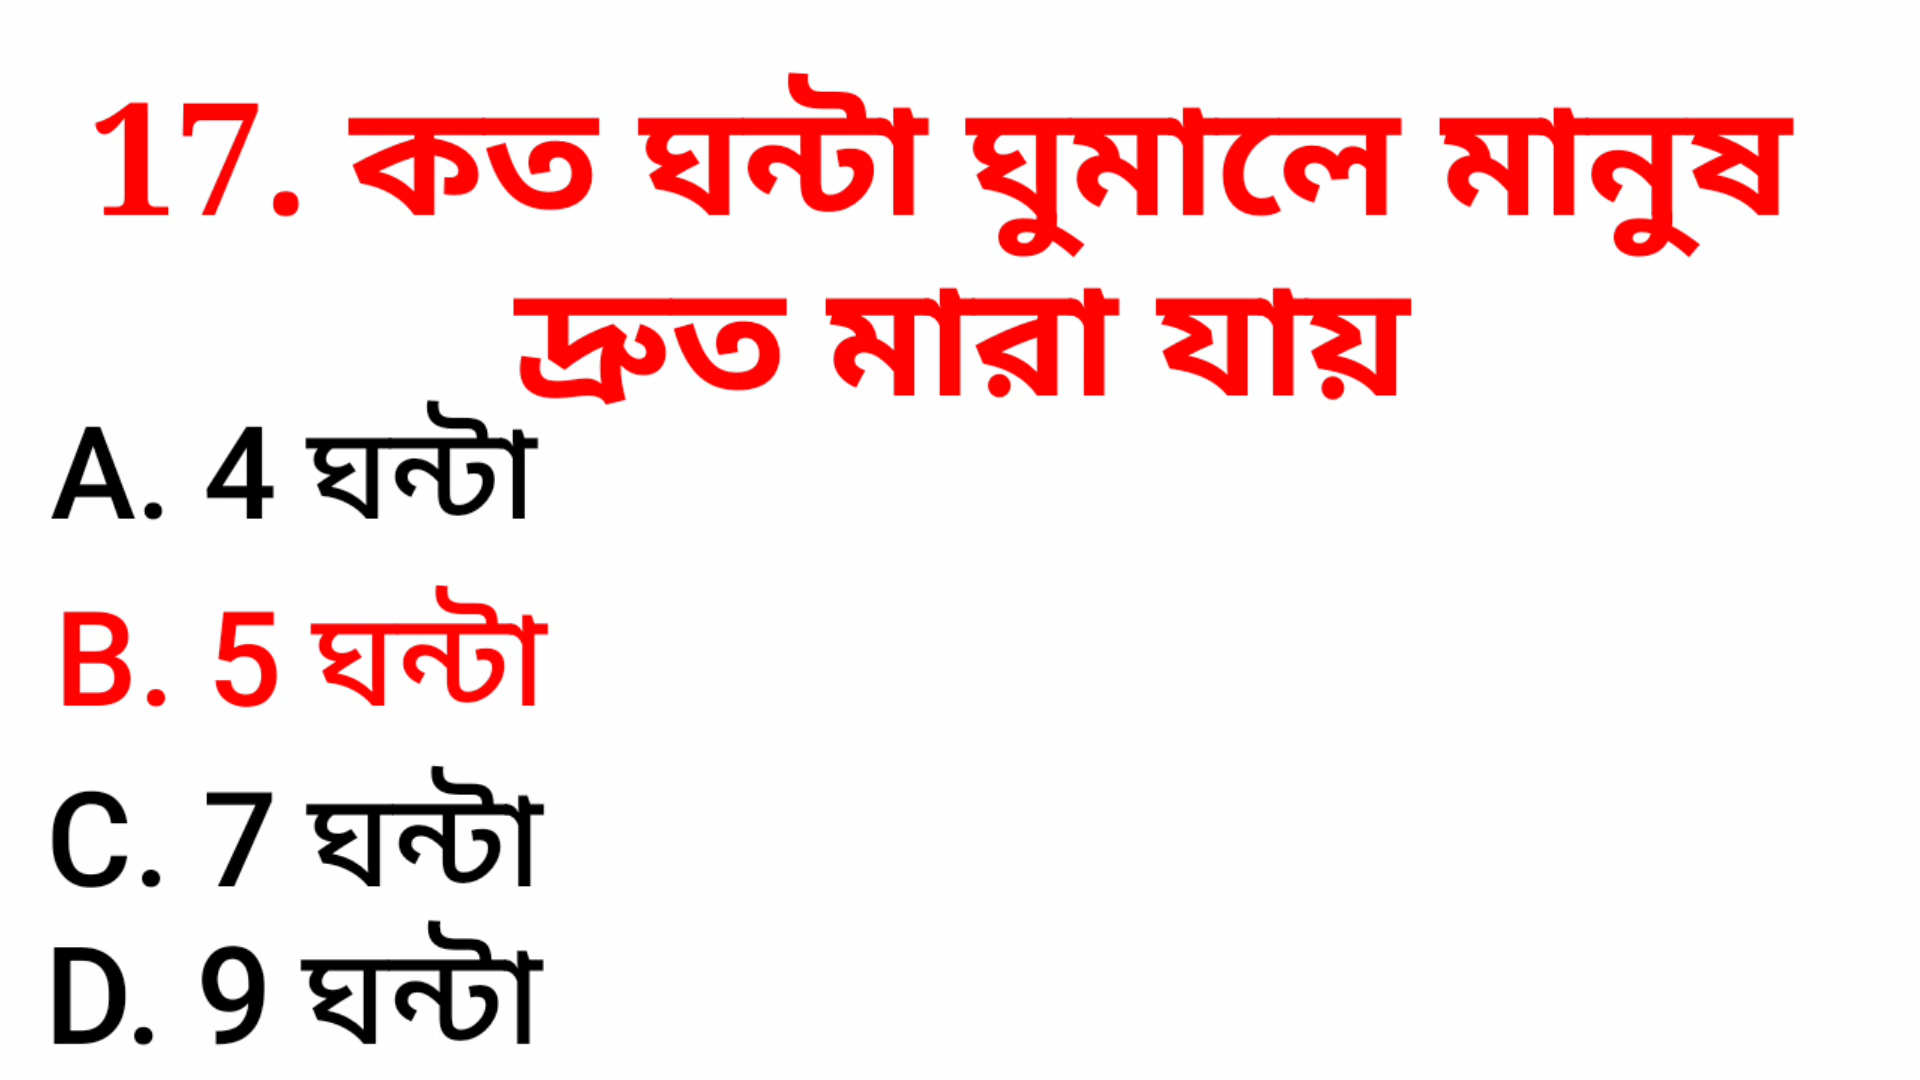 17. কত ঘন্টা ঘুমালে মানুষ
দ্রুত মারা যায়
A. 4 ঘন্টা
B. 5 ঘন্টা
C. 7 ঘন্টা
D. 9 ঘন্টা